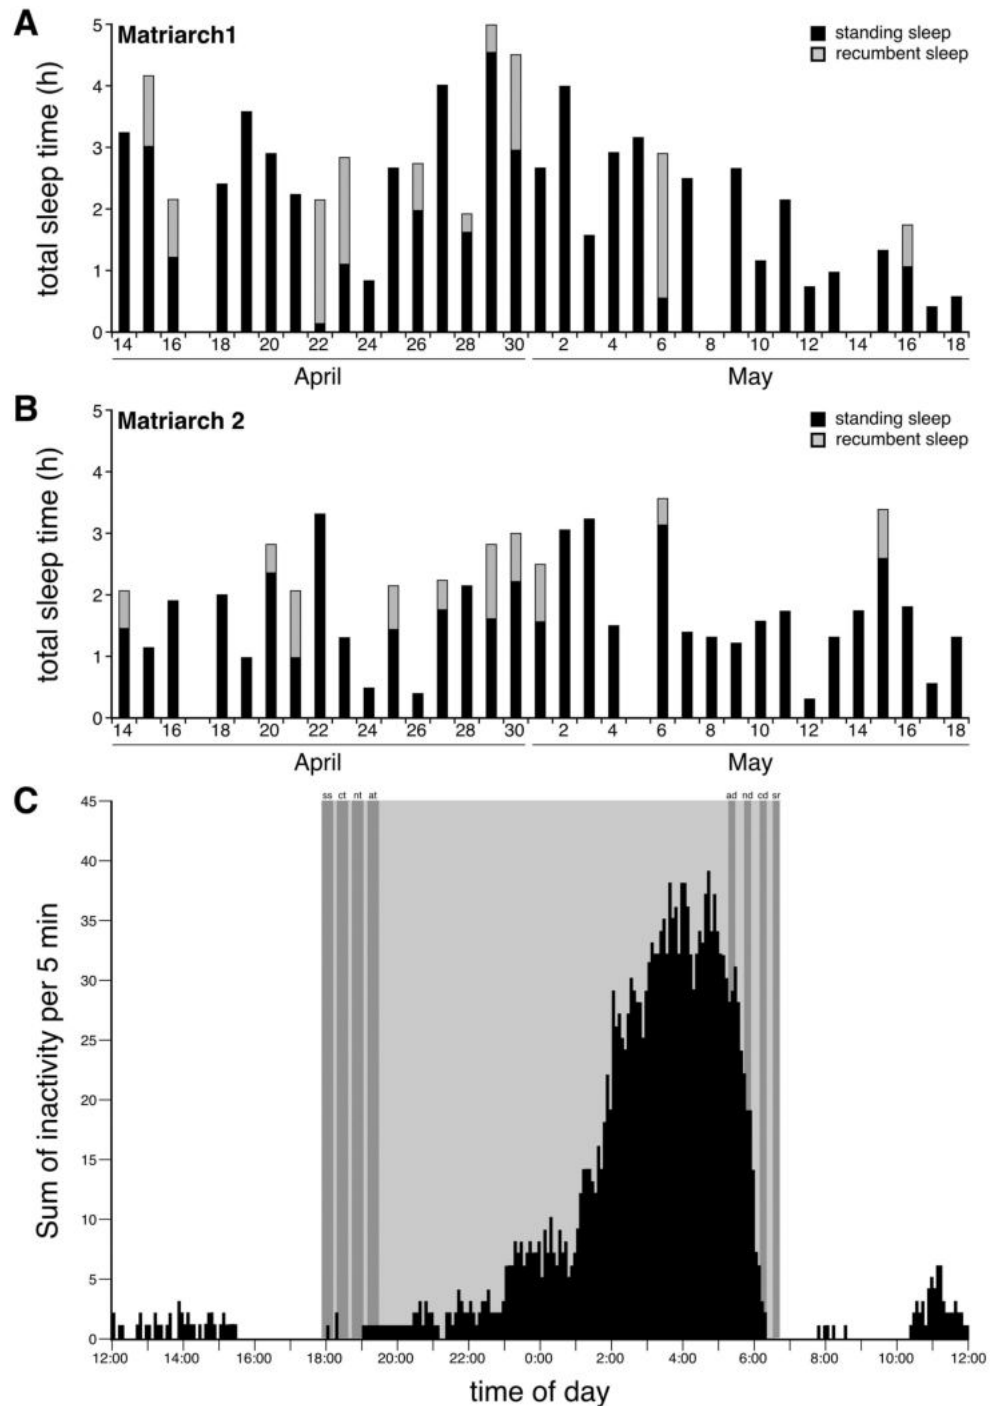 A
Matriarch1
standing sleep
recumbent sleep
total sleep time (h)
5
4
3
2
1
0
14 16 18 20 22 24 26 28 30 2 4 6 8 10 12 14 16 18
April May
B
Matriarch 2
standing sleep
recumbent sleep
total sleep time (h)
5
4
3
2
1
0
14 16 18 20 22 24 26 28 30 2 4 6 8 10 12 14 16 18
April May
C
ss ct nt at ad nd cd sr
Sum of inactivity per 5 min
45
40
35
30
25
20
15
10
5
0
12:00 14:00 16:00 18:00 20:00 22:00 0:00 2:00 4:00 6:00 8:00 10:00 12:00
time of day